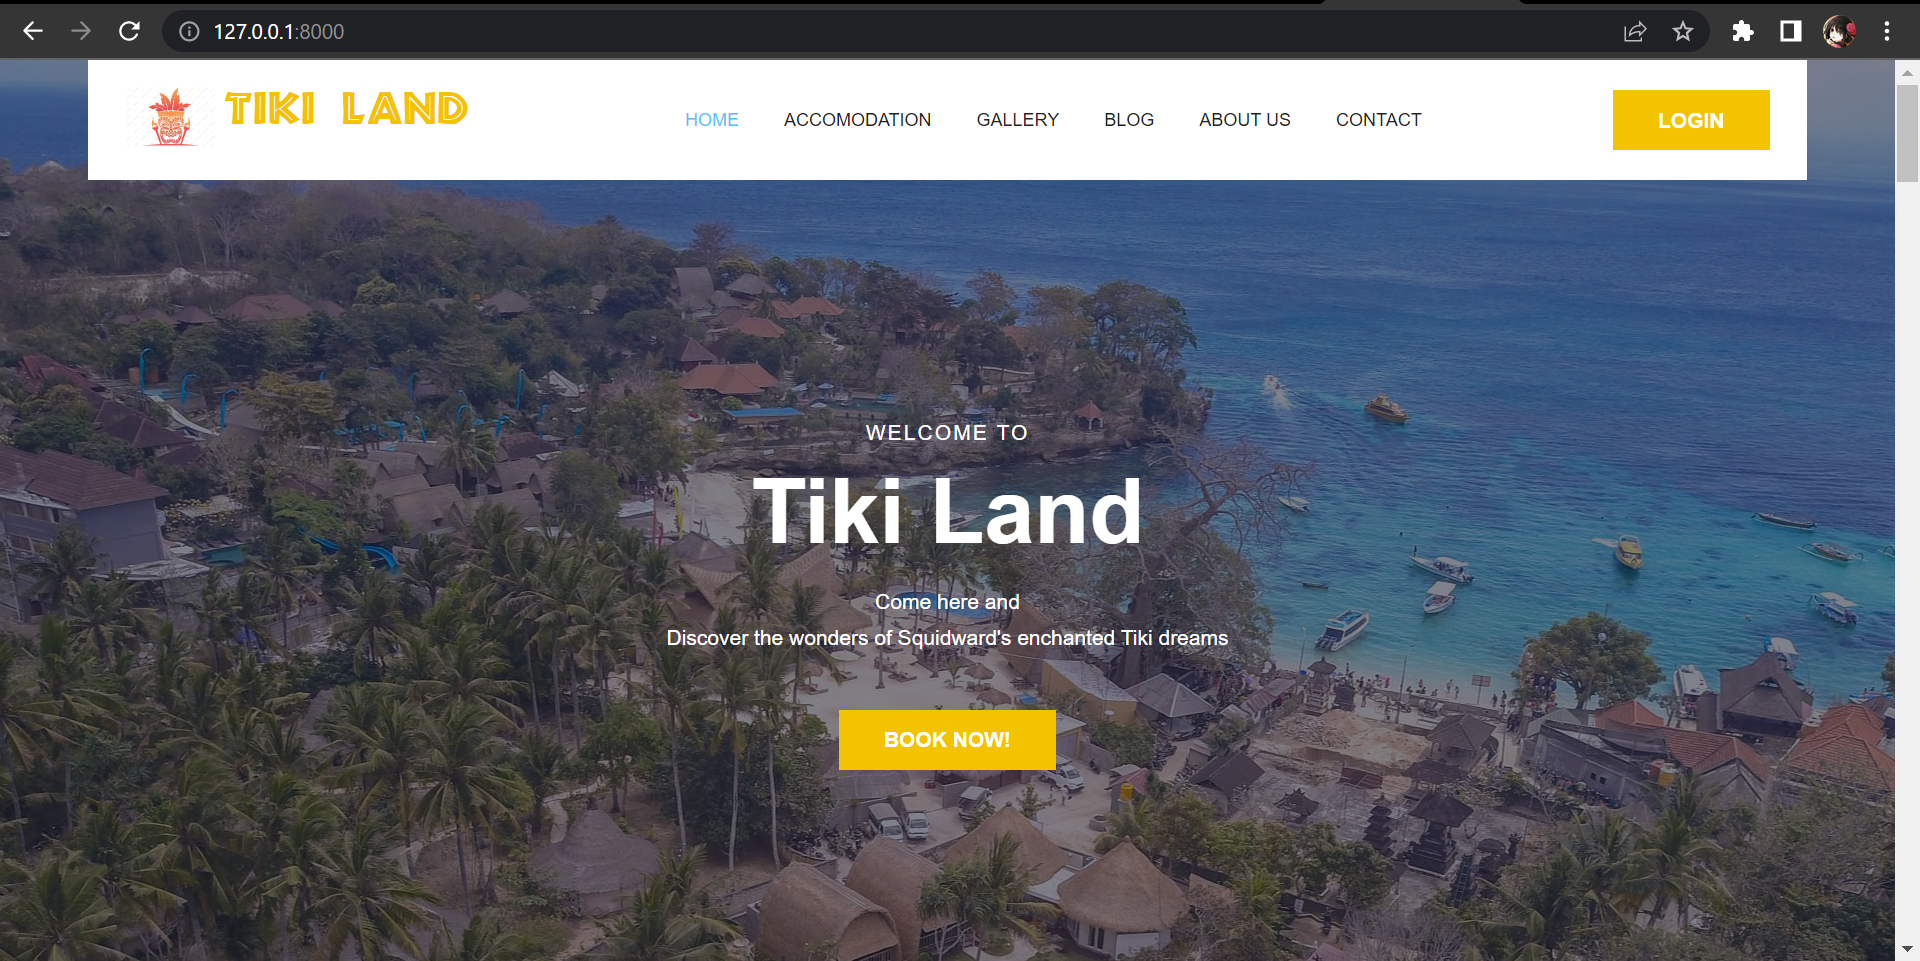 127.0.0.1:8000
TIKI LAND
HOME ACCOMODATION GALLERY BLOG ABOUT US CONTACT
LOGIN
WELCOME TO
Tiki Land
Come here and
Discover the wonders of Squidward's enchanted Tiki dreams
BOOK NOW!